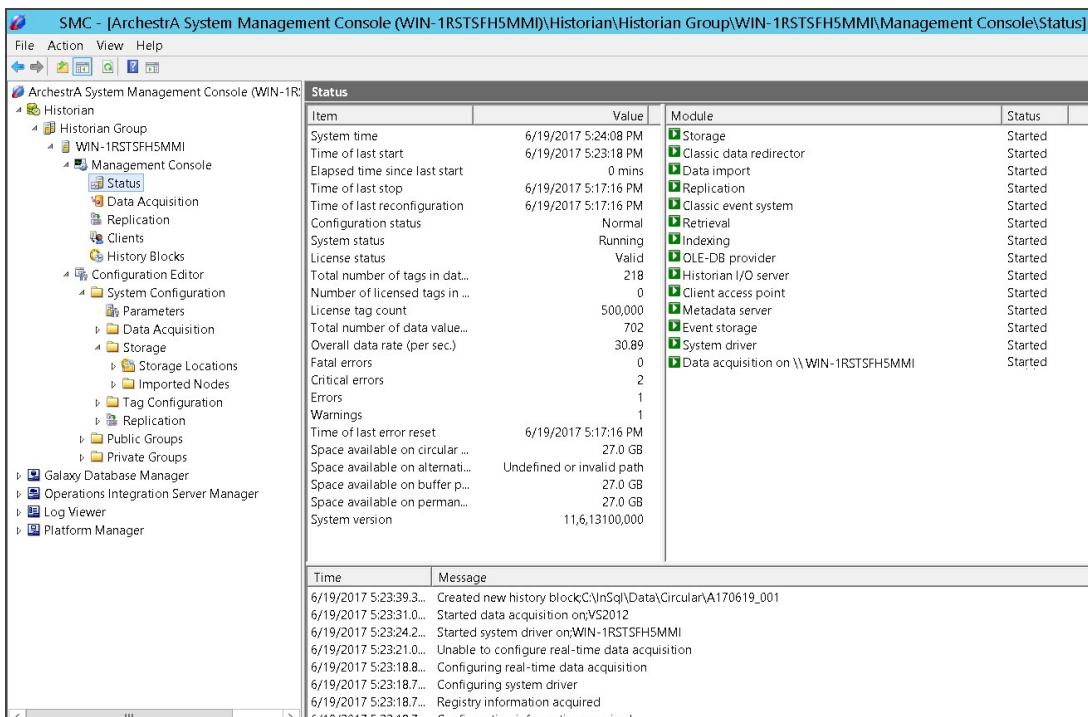 SMC - [ArchestrA System Management Console (WIN-1RSTSFH5MMI)\Historian\Historian Group\WIN-1RSTSFH5MMI\Management Console\Status]
File Action View Help
ArchestrA System Management Console (WIN-1R
Historian
Historian Group
WIN-1RSTSFH5MMI
Management Console
Status
Data Acquisition
Replication
Clients
History Blocks
Configuration Editor
System Configuration
Parameters
Data Acquisition
Storage
Storage Locations
Imported Nodes
Tag Configuration
Replication
Public Groups
Private Groups
Galaxy Database Manager
Operations Integration Server Manager
Log Viewer
Platform Manager
Status
Item Value
System time 6/19/2017 5:24:08 PM
Time of last start 6/19/2017 5:23:18 PM
Elapsed time since last start 0 mins
Time of last stop 6/19/2017 5:17:16 PM
Time of last reconfiguration 6/19/2017 5:17:16 PM
Configuration status Normal
System status Running
License status Valid
Total number of tags in dat... 218
Number of licensed tags in ... 0
License tag count 500,000
Total number of data value... 702
Overall data rate (per sec.) 30.89
Fatal errors 0
Critical errors 2
Errors 1
Warnings 1
Time of last error reset 6/19/2017 5:17:16 PM
Space available on circular ... 27.0 GB
Space available on alternati... Undefined or invalid path
Space available on buffer p... 27.0 GB
Space available on perman... 27.0 GB
System version 11,6,13100,000
Module Status
Storage Started
Classic data redirector Started
Data import Started
Replication Started
Classic event system Started
Retrieval Started
Indexing Started
OLE-DB provider Started
Historian I/O server Started
Client access point Started
Metadata server Started
Event storage Started
System driver Started
Data acquisition on \\WIN-1RSTSFH5MMI Started
Time Message
6/19/2017 5:23:39.3... Created new history block;C:\InSql\Data\Circular\A170619_001
6/19/2017 5:23:31.0... Started data acquisition on;VS2012
6/19/2017 5:23:24.2... Started system driver on;WIN-1RSTSFH5MMI
6/19/2017 5:23:21.0... Unable to configure real-time data acquisition
6/19/2017 5:23:18.8... Configuring real-time data acquisition
6/19/2017 5:23:18.7... Configuring system driver
6/19/2017 5:23:18.7... Registry information acquired